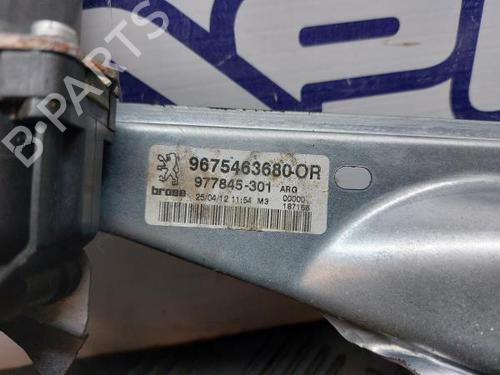 9675463680-OR
977845-301 ARG
brose 25/04/12 11:54 M3 00000
187168
B-PARTS